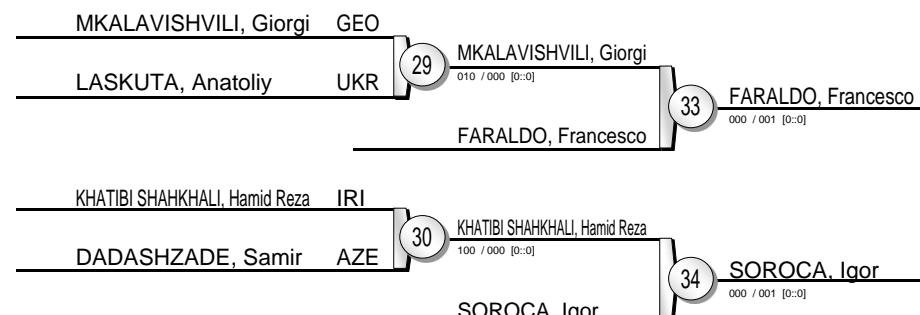 MKALAVISHVILI, Giorgi GEO
29
MKALAVISHVILI, Giorgi
010 / 000 [0::0]
LASKUTA, Anatoliy UKR
33
FARALDO, Francesco
000 / 001 [0::0]
FARALDO, Francesco
KHATIBI SHAHKHALI, Hamid Reza IRI
30
KHATIBI SHAHKHALI, Hamid Reza
100 / 000 [0::0]
DADASHZADE, Samir AZE
34
SOROCA, Igor
000 / 001 [0::0]
SOROCA, Igor